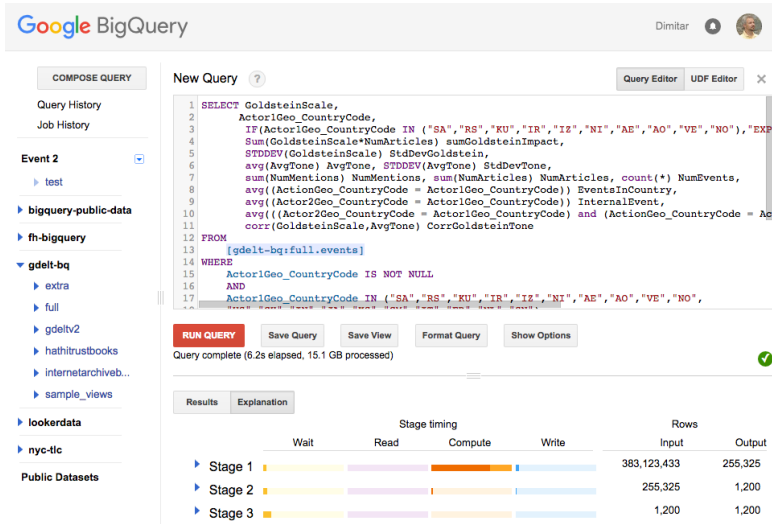 Google BigQuery
Dimitar
COMPOSE QUERY
Query History
Job History
Event 2
test
bigquery-public-data
fh-bigquery
gdelt-bq
extra
full
gdeltv2
hathitrustbooks
internetarchiveb...
sample_views
lookerdata
nyc-tlc
Public Datasets
New Query ?
Query Editor UDF Editor
1 SELECT GoldsteinScale,
2 Actor1Geo_CountryCode,
3 IF(Actor1Geo_CountryCode IN ("SA","RS","KU","IR","IZ","NI","AE","AO","VE","NO"),"EXP
4 Sum(GoldsteinScale*NumArticles) sumGoldsteinImpact,
5 STDDEV(GoldsteinScale) StdDevGoldstein,
6 avg(AvgTone) AvgTone, STDDEV(AvgTone) StdDevTone,
7 sum(NumMentions) NumMentions, sum(NumArticles) NumArticles, count(*) NumEvents,
8 avg((ActionGeo_CountryCode = Actor1Geo_CountryCode)) EventsInCountry,
9 avg((Actor2Geo_CountryCode = Actor1Geo_CountryCode)) InternalEvent,
10 avg(((Actor2Geo_CountryCode = Actor1Geo_CountryCode) and (ActionGeo_CountryCode = Ac
11 corr(GoldsteinScale,AvgTone) CorrGoldsteinTone
12 FROM
13 [gdelt-bq:full.events]
14 WHERE
15 Actor1Geo_CountryCode IS NOT NULL
16 AND
17 Actor1Geo_CountryCode IN ("SA","RS","KU","IR","IZ","NI","AE","AO","VE","NO",
RUN QUERY Save Query Save View Format Query Show Options
Query complete (6.2s elapsed, 15.1 GB processed)
Results Explanation
Stage timing Rows
Wait Read Compute Write Input Output
Stage 1 383,123,433 255,325
Stage 2 255,325 1,200
Stage 3 1,200 1,200